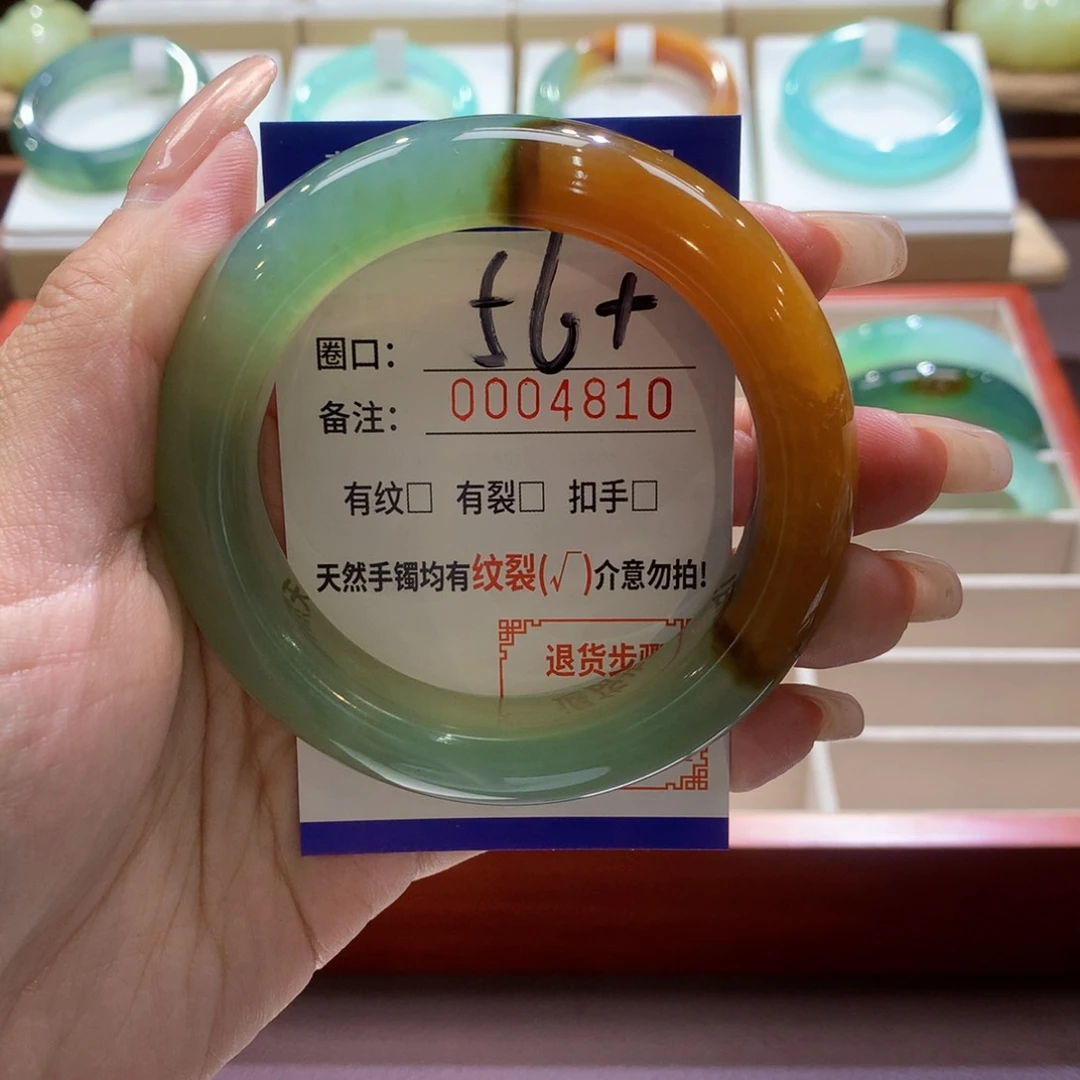 圈口： 56+
备注： 0004810
有纹□ 有裂□ 扣手□
天然手镯均有纹裂(√)介意勿拍!
退货步骤